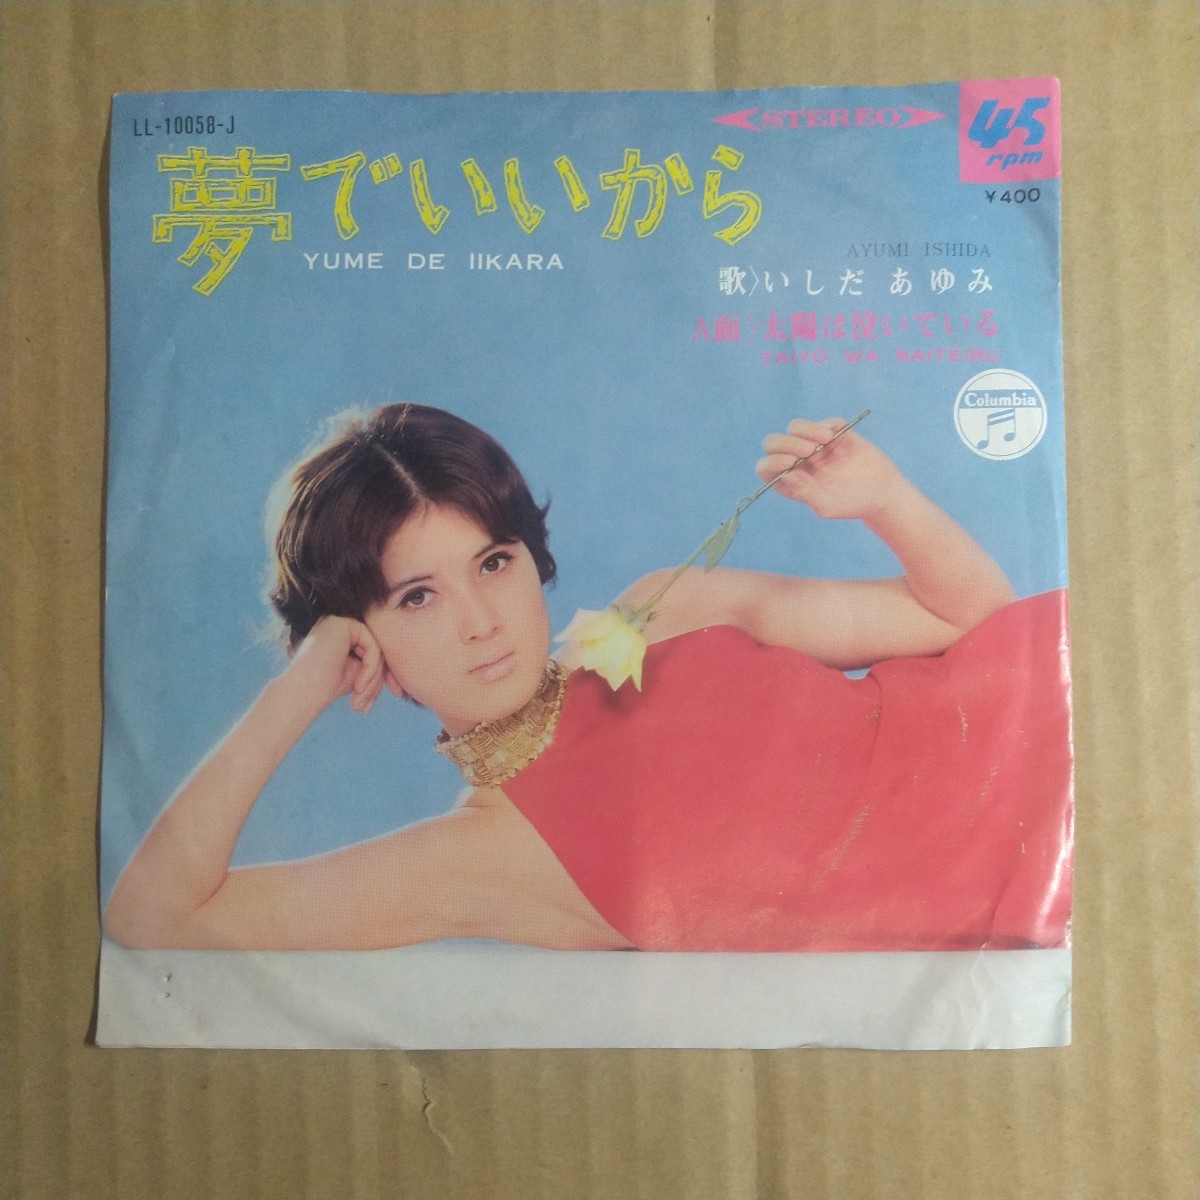 LL-10058-J
STEREO
45
rpm
¥400
夢でいいから
YUME DE IIKARA
AYUMI ISHIDA
歌〉いしだ あゆみ
A面〉太陽は泣いている
TAIYŌ WA NAITEIRU
Columbia